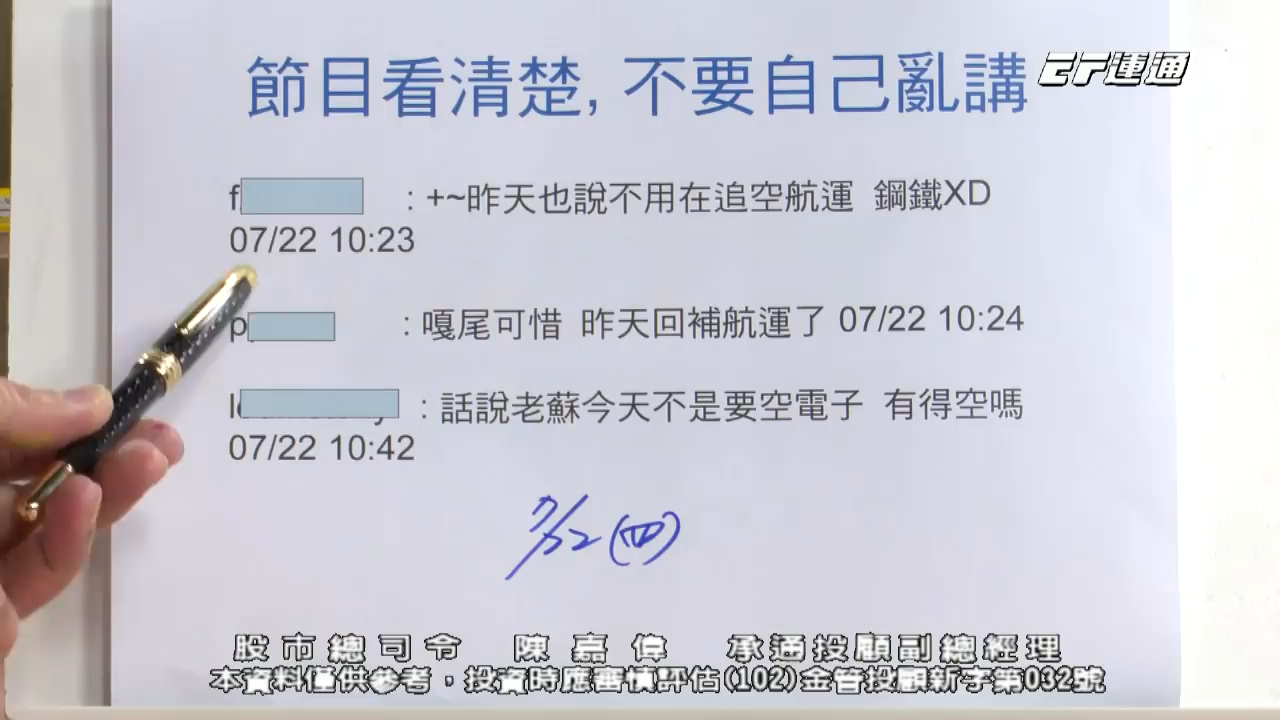 節目看清楚, 不要自己亂講
運通
f : +~昨天也說不用在追空航運 鋼鐵XD
07/22 10:23
p : 嘎尾可惜 昨天回補航運了 07/22 10:24
l : 話說老蘇今天不是要空電子 有得空嗎
07/22 10:42
7/22 (四)
股市總司令 陳嘉偉 承通投顧副總經理
本資料僅供參考，投資時應審慎評估(102)金管投顧新字第032號